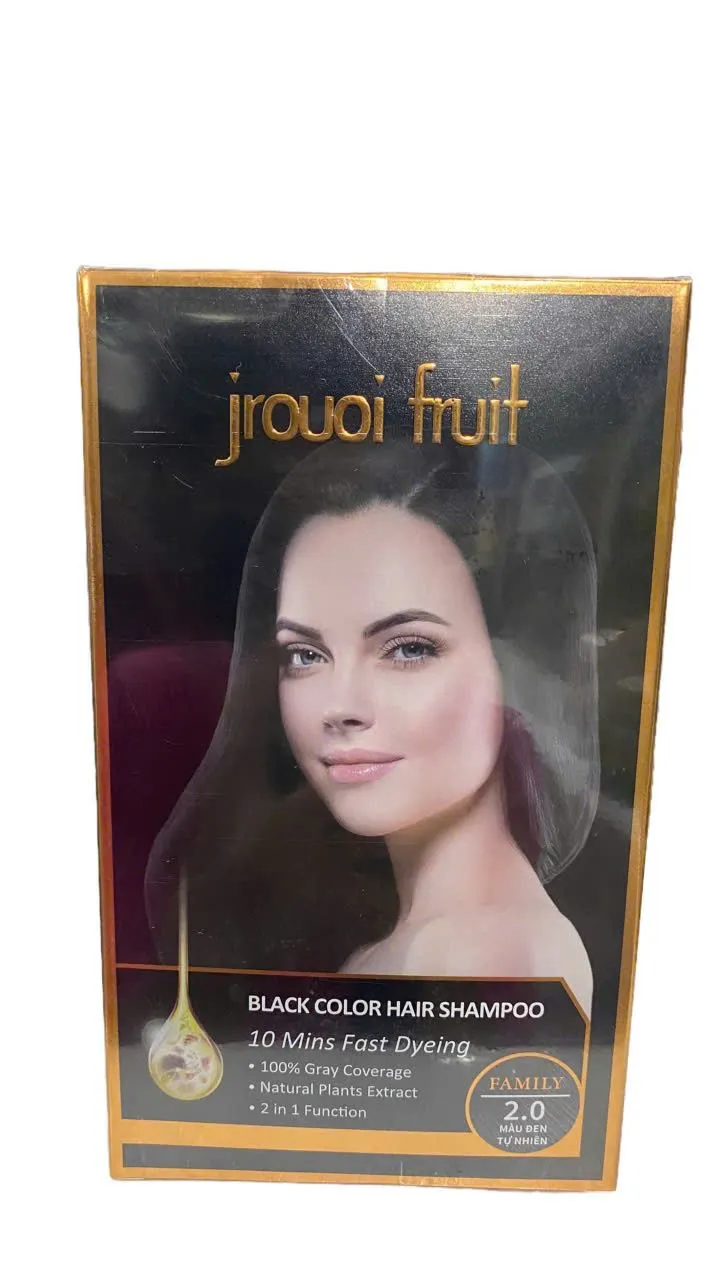 jrouoi fruit
BLACK COLOR HAIR SHAMPOO
10 Mins Fast Dyeing
• 100% Gray Coverage
• Natural Plants Extract
• 2 in 1 Function
FAMILY
2.0
MÀU ĐEN
TỰ NHIÊN